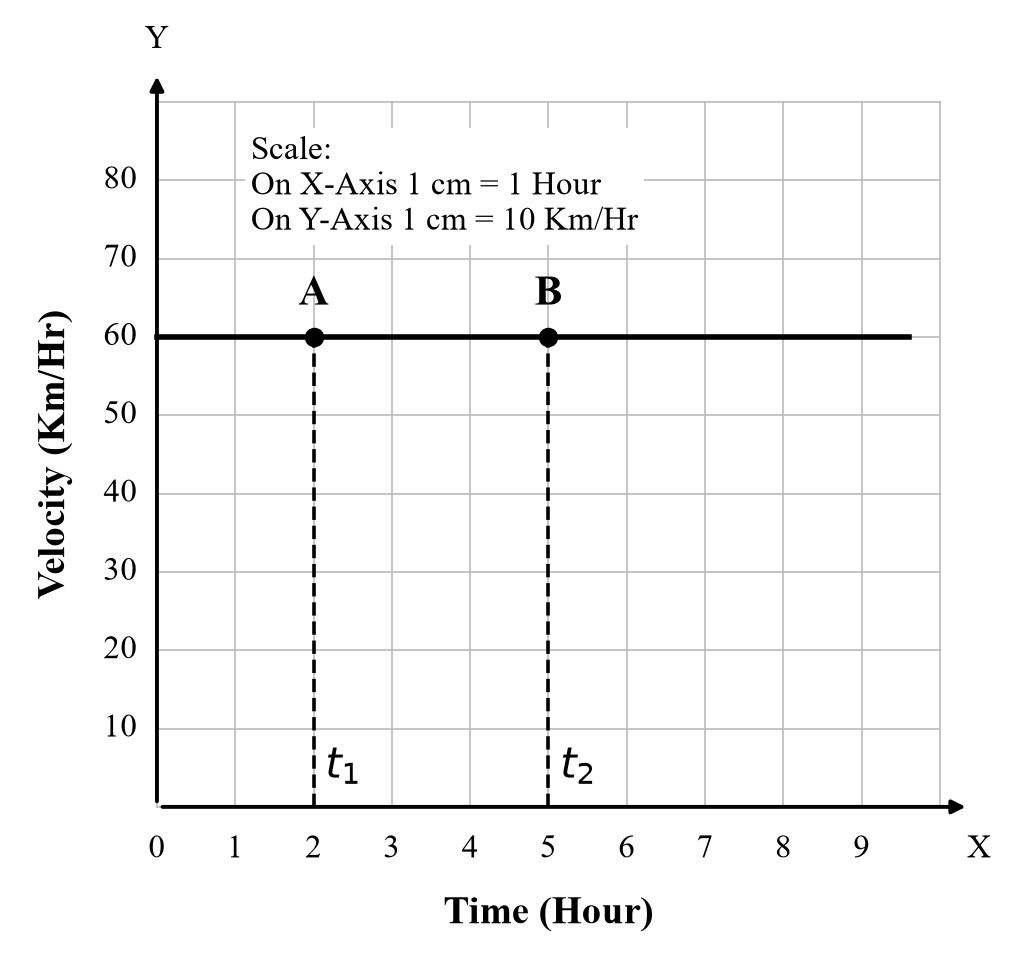 Y
Scale:
On X-Axis 1 cm = 1 Hour
On Y-Axis 1 cm = 10 Km/Hr
80
70
A B
60
50
40
30
20
10
Velocity (Km/Hr)
t₁ t₂
0 1 2 3 4 5 6 7 8 9 X
Time (Hour)